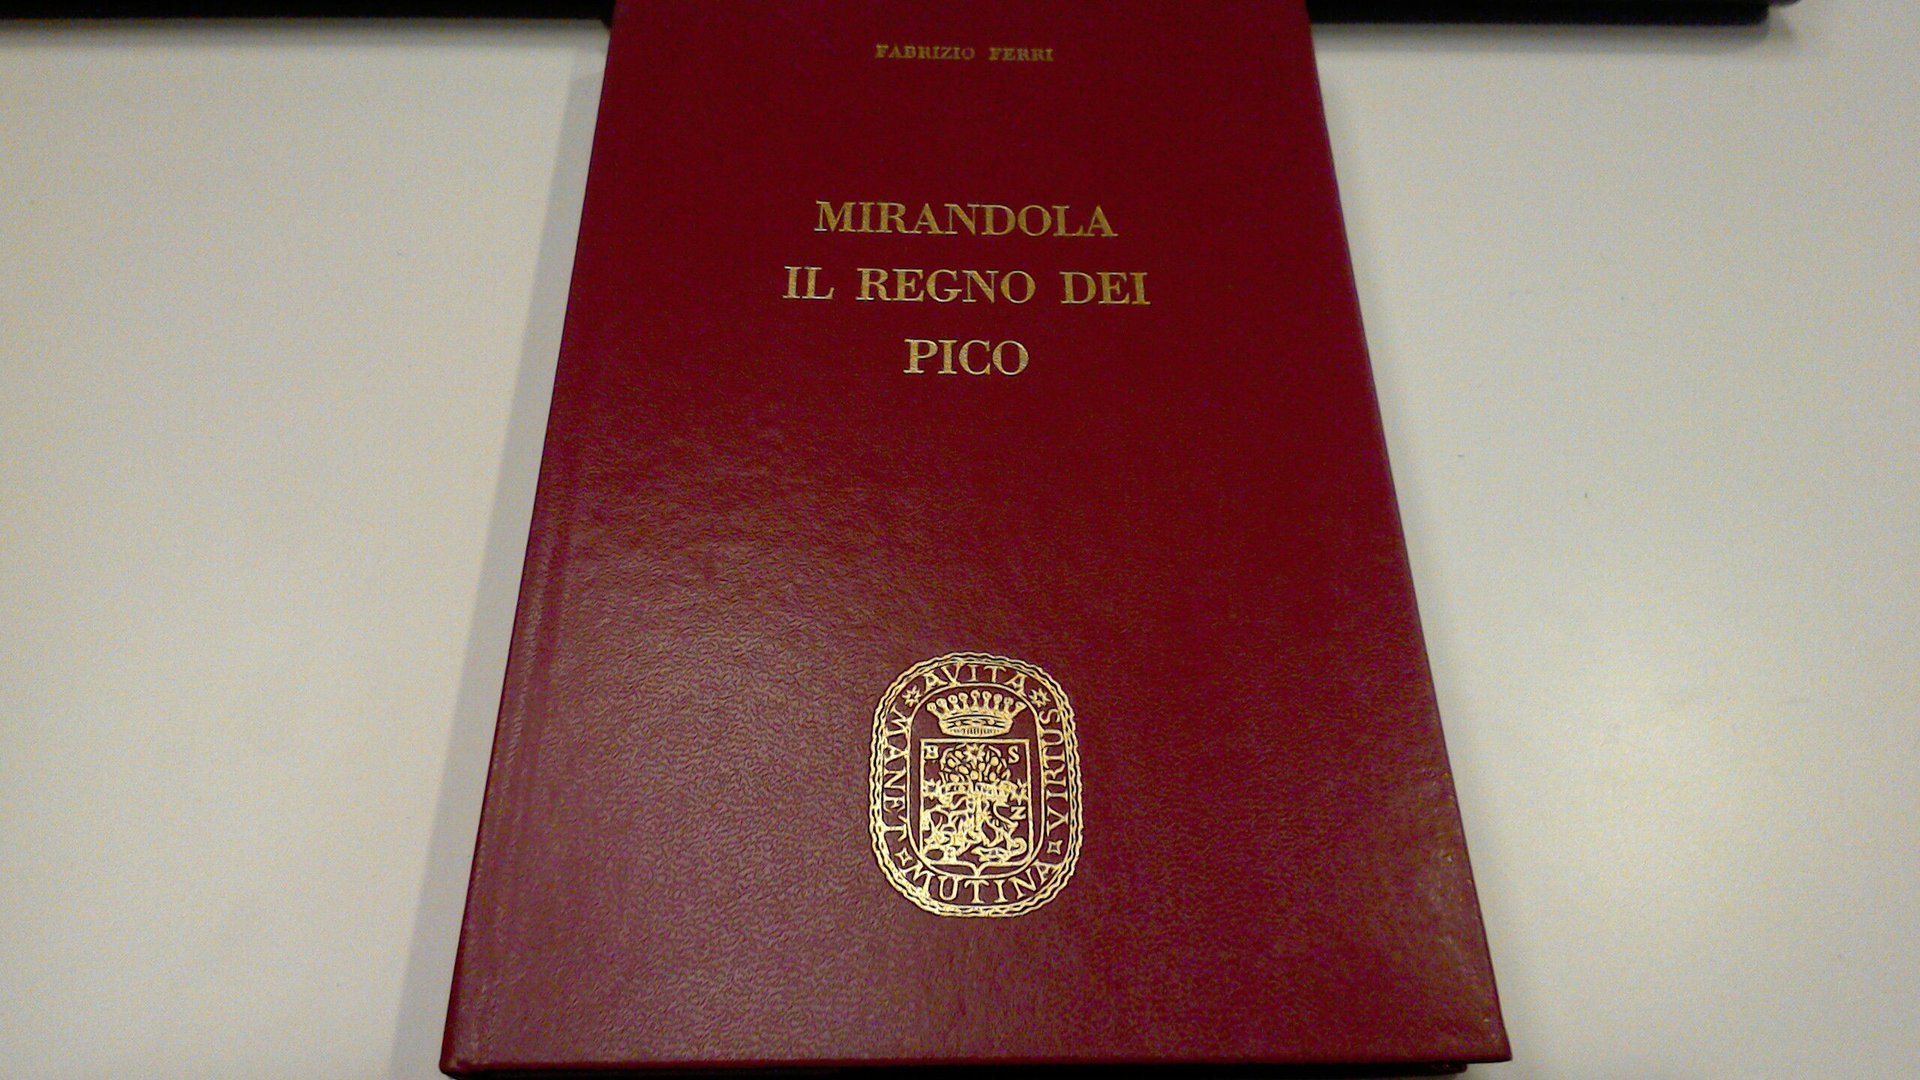 FABRIZIO FERRI
MIRANDOLA
IL REGNO DEI
PICO
AVITA
VIRTUS
MUTINA
MANET
S
Z